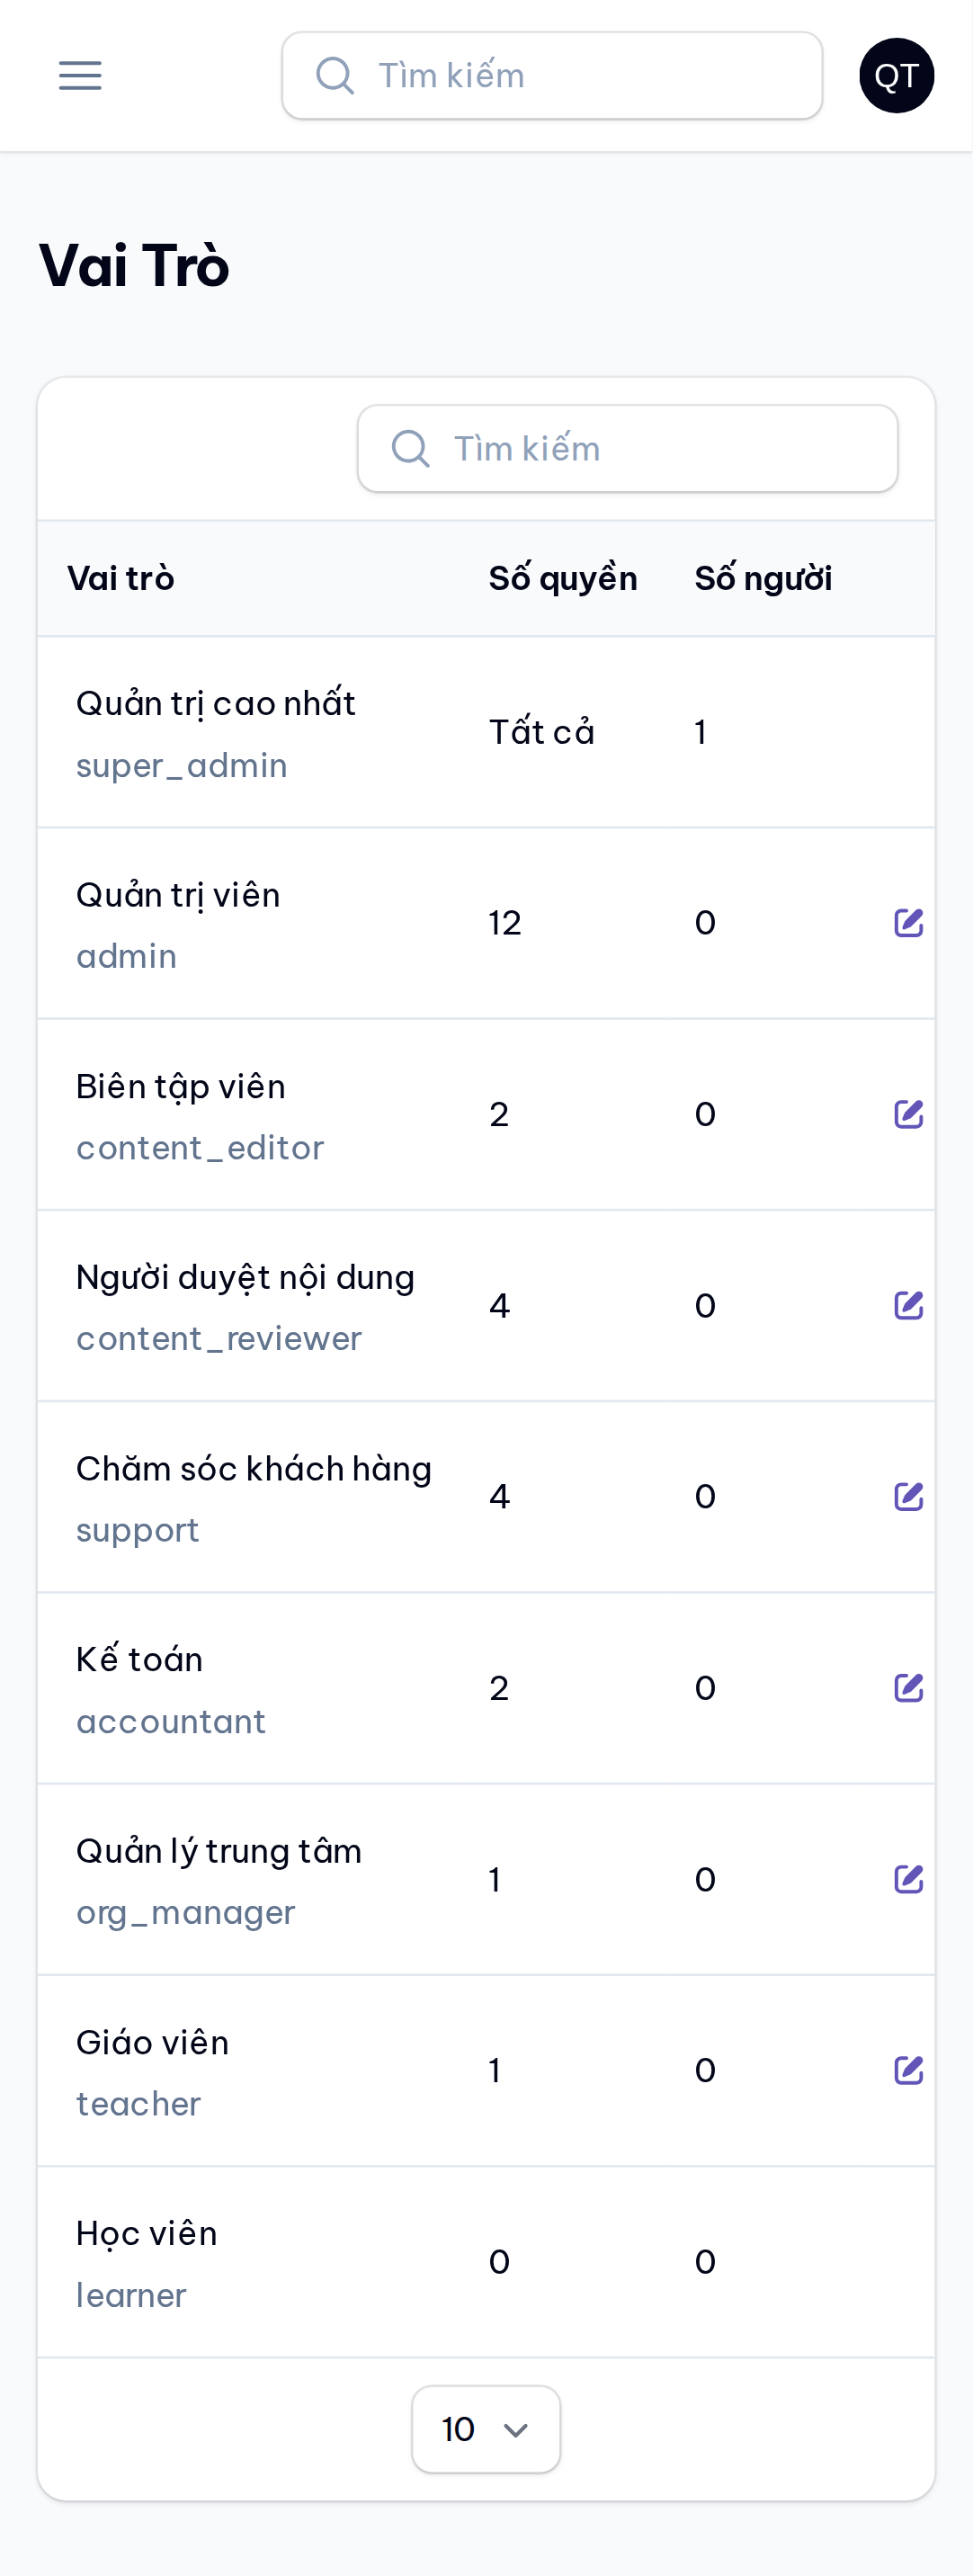 Tìm kiếm
QT
Vai Trò
Tìm kiếm
Vai trò Số quyền Số người
Quản trị cao nhất
super_admin
Tất cả 1
Quản trị viên
admin
12 0
Biên tập viên
content_editor
2 0
Người duyệt nội dung
content_reviewer
4 0
Chăm sóc khách hàng
support
4 0
Kế toán
accountant
2 0
Quản lý trung tâm
org_manager
1 0
Giáo viên
teacher
1 0
Học viên
learner
0 0
10